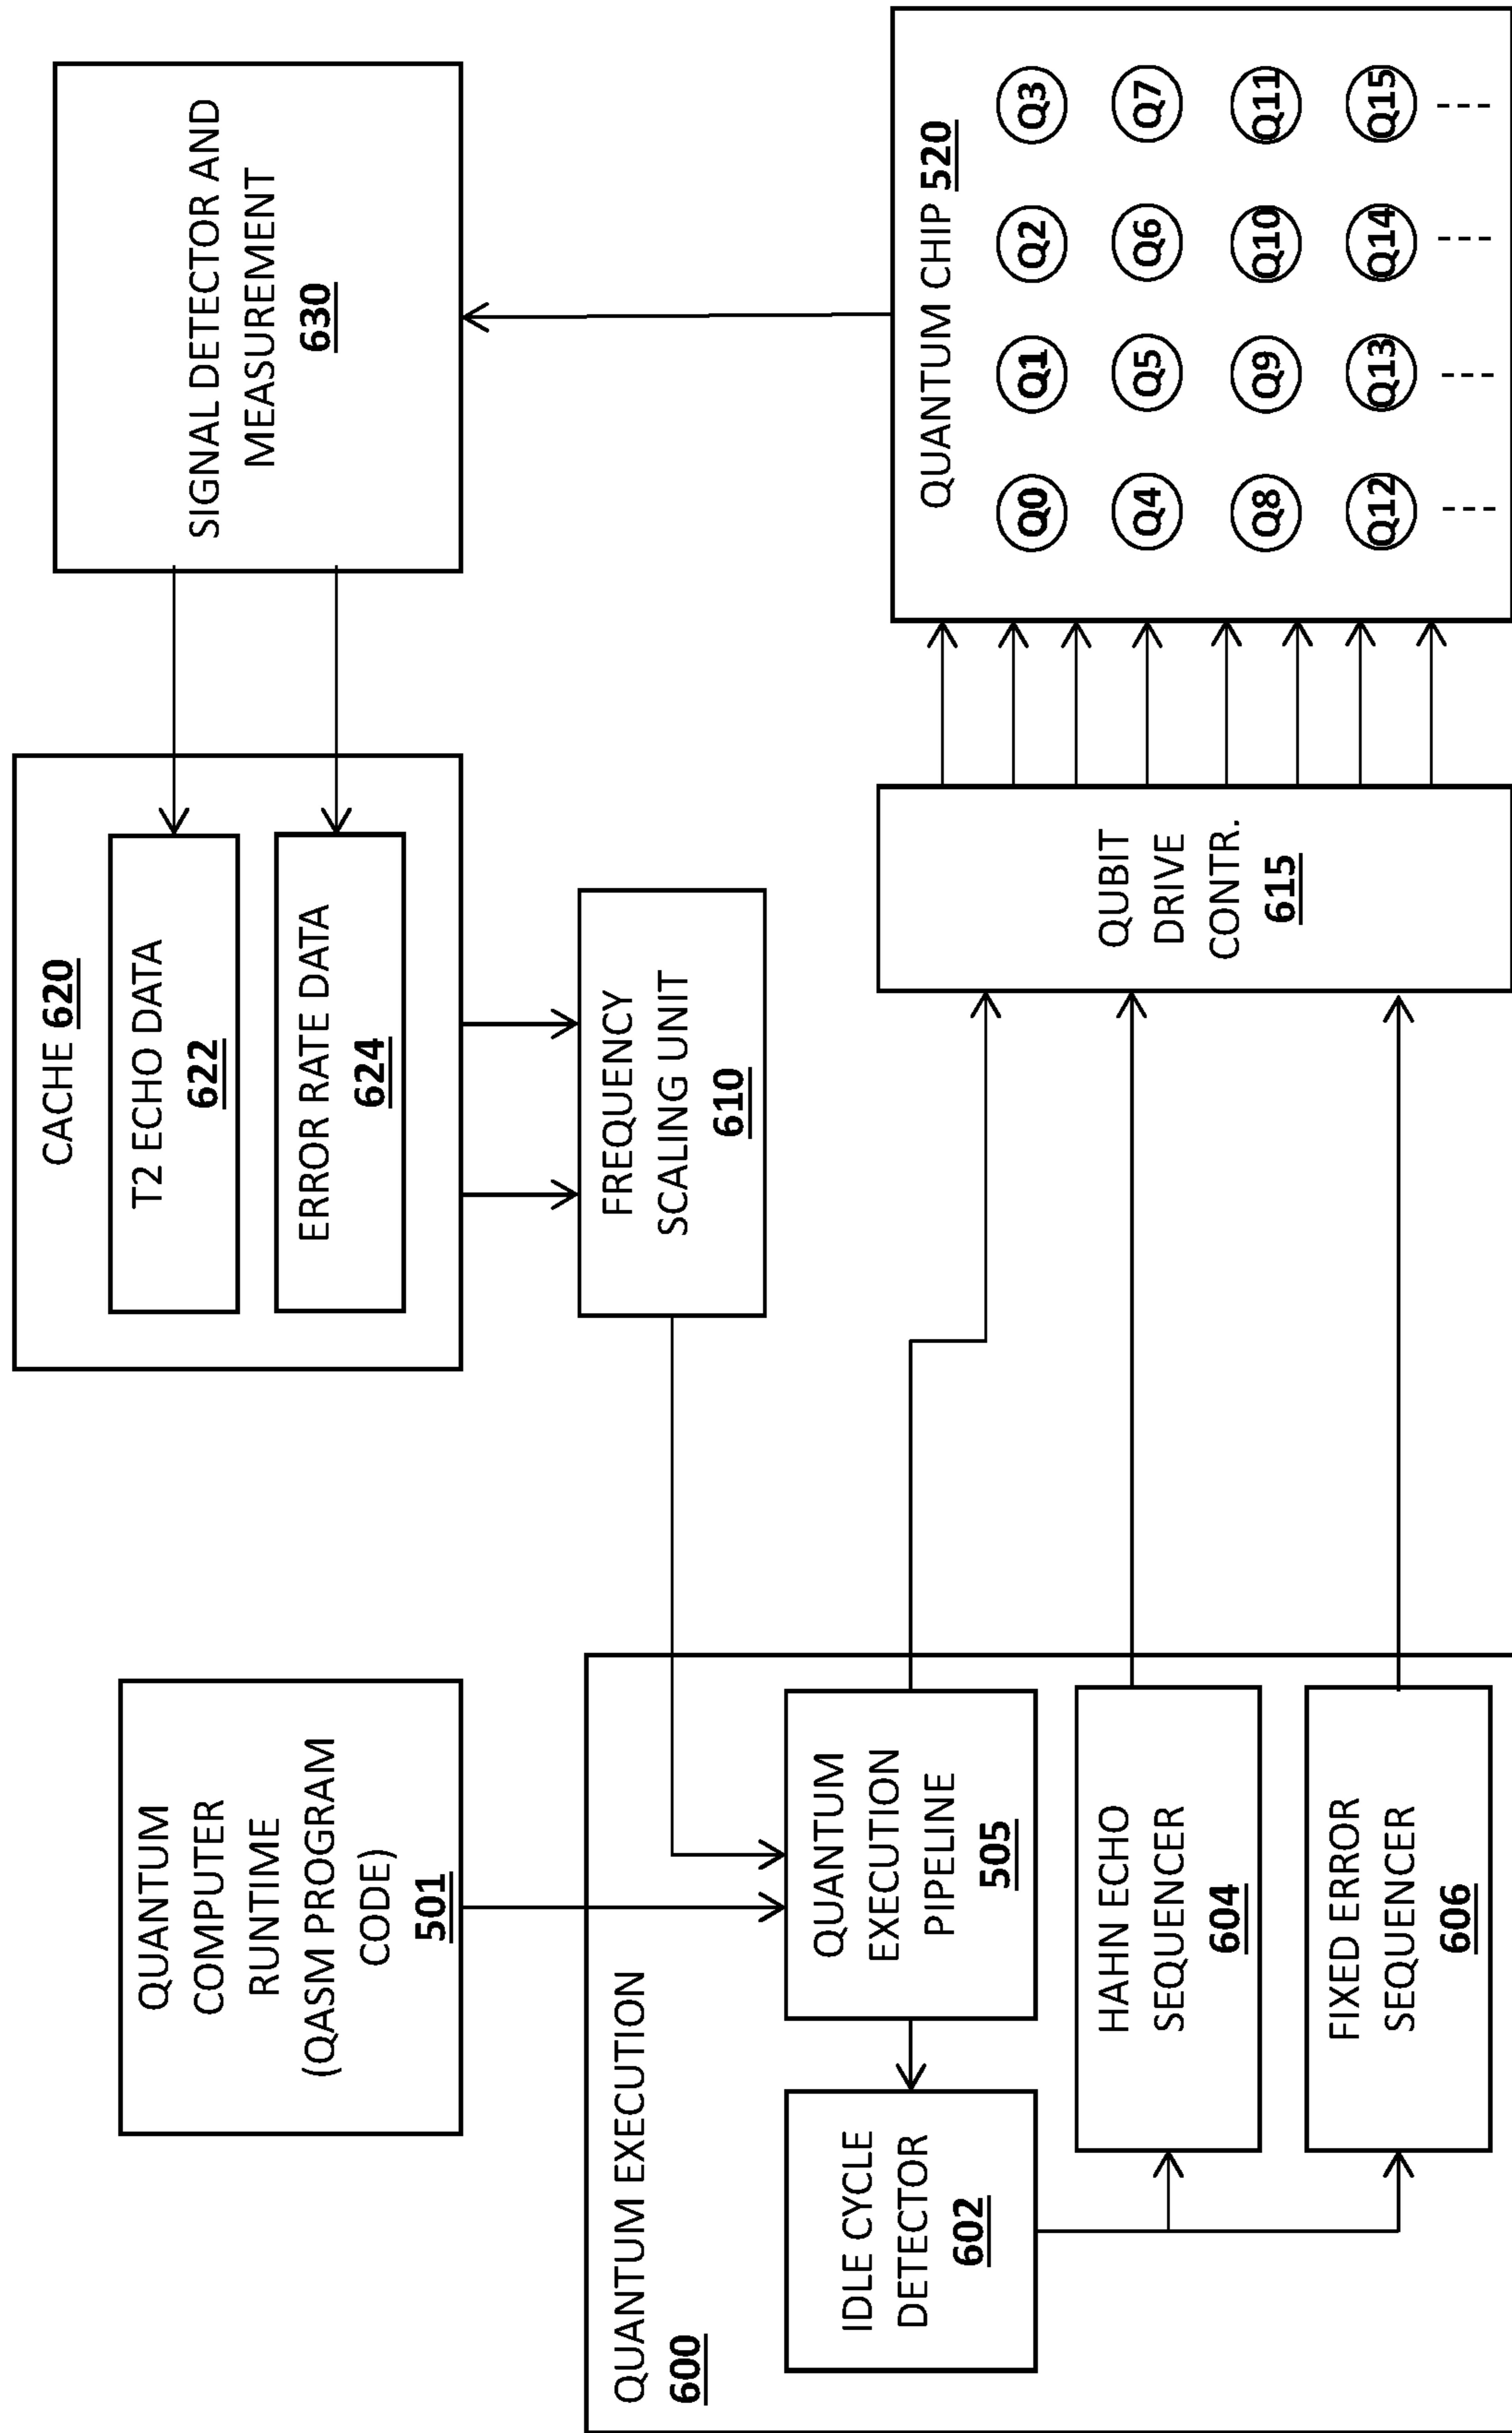 QUANTUM
COMPUTER
RUNTIME
(QASM PROGRAM
CODE)
501
CACHE 620
T2 ECHO DATA
622
ERROR RATE DATA
624
SIGNAL DETECTOR AND
MEASUREMENT
630
FREQUENCY
SCALING UNIT
610
QUANTUM EXECUTION
600
IDLE CYCLE
DETECTOR
602
QUANTUM
EXECUTION
PIPELINE
505
HAHN ECHO
SEQUENCER
604
FIXED ERROR
SEQUENCER
606
QUBIT
DRIVE
CONTR.
615
QUANTUM CHIP 520
Q0 Q1 Q2 Q3
Q4 Q5 Q6 Q7
Q8 Q9 Q10 Q11
Q12 Q13 Q14 Q15